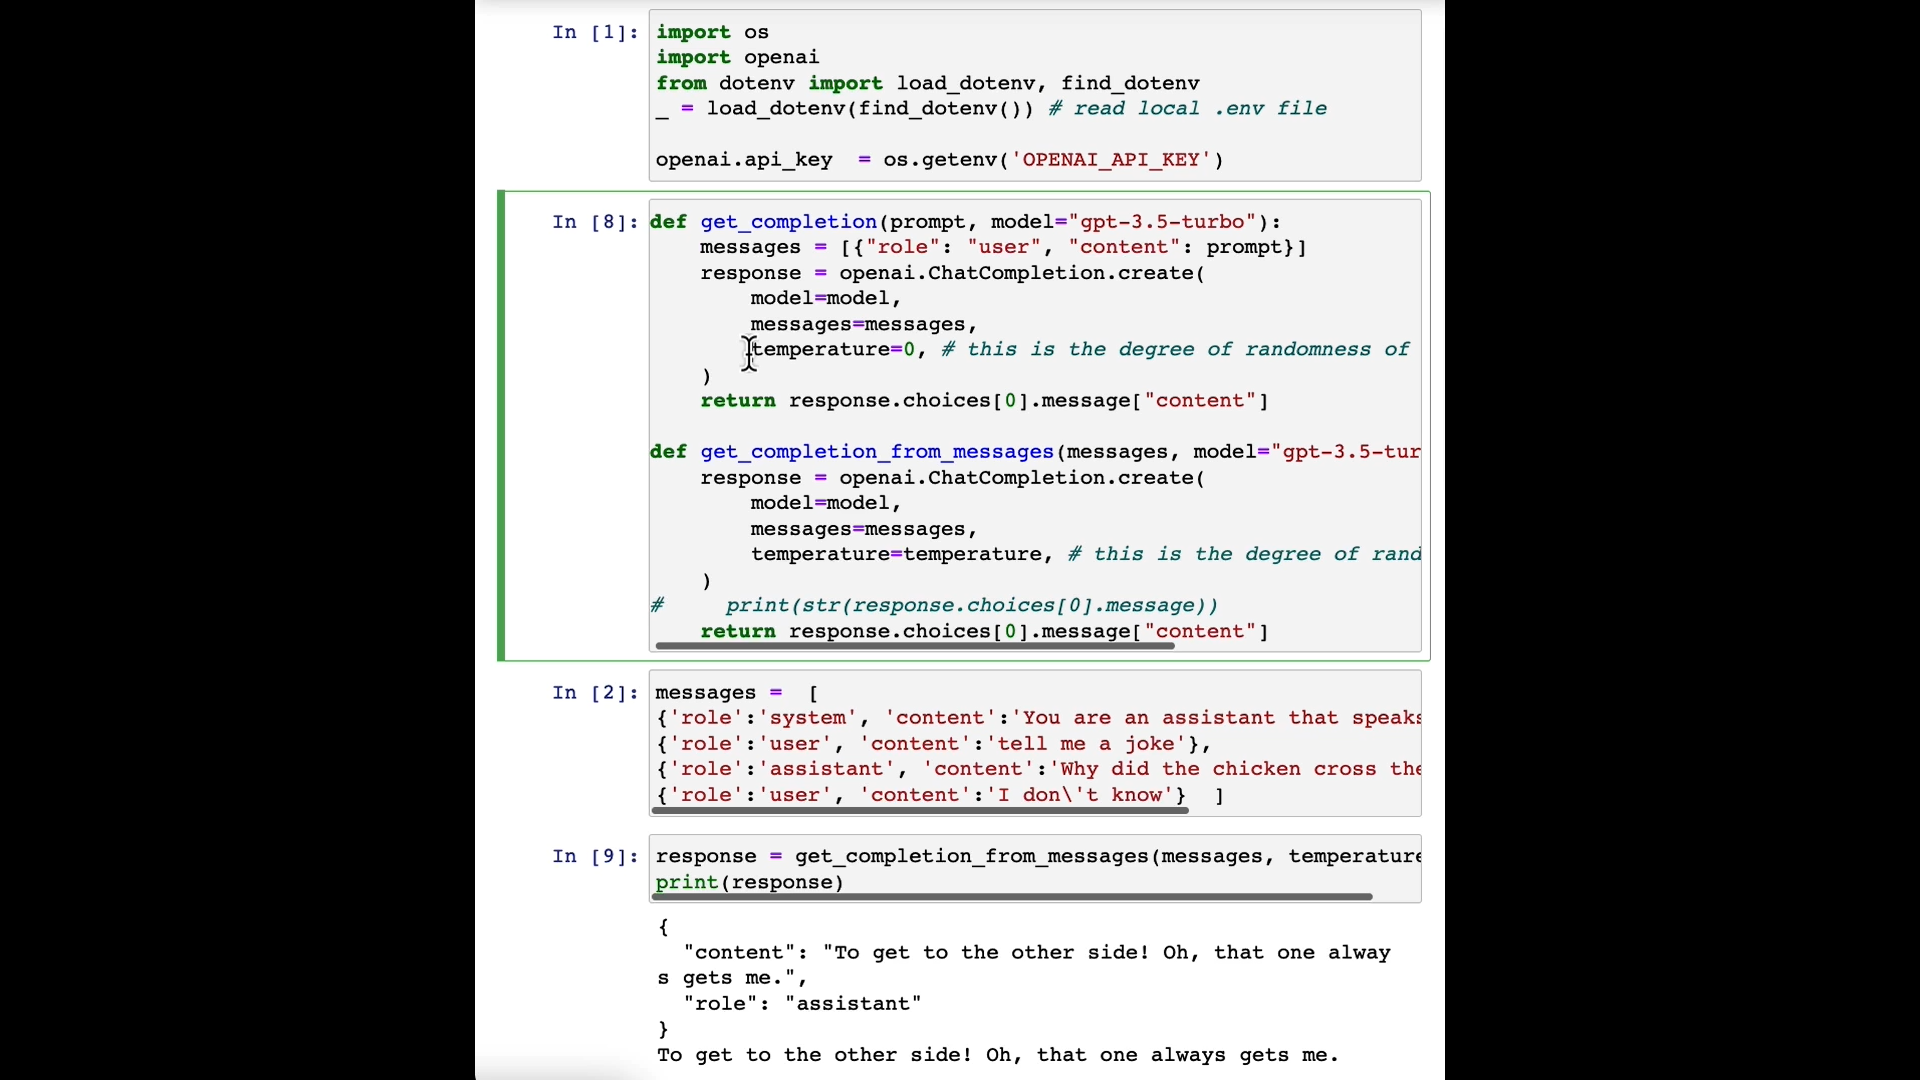 In [1]:
import os
import openai
from dotenv import load_dotenv, find_dotenv
_ = load_dotenv(find_dotenv()) # read local .env file
openai.api_key  = os.getenv('OPENAI_API_KEY')
In [8]:
def get_completion(prompt, model="gpt-3.5-turbo"):
    messages = [{"role": "user", "content": prompt}]
    response = openai.ChatCompletion.create(
        model=model,
        messages=messages,
        temperature=0, # this is the degree of randomness of
    )
    return response.choices[0].message["content"]
def get_completion_from_messages(messages, model="gpt-3.5-tur
    response = openai.ChatCompletion.create(
        model=model,
        messages=messages,
        temperature=temperature, # this is the degree of rand
    )
#     print(str(response.choices[0].message))
    return response.choices[0].message["content"]
In [2]:
messages =  [
{'role':'system', 'content':'You are an assistant that speaks
{'role':'user', 'content':'tell me a joke'},
{'role':'assistant', 'content':'Why did the chicken cross the
{'role':'user', 'content':'I don\'t know'}  ]
In [9]:
response = get_completion_from_messages(messages, temperature
print(response)
{
  "content": "To get to the other side! Oh, that one alway
s gets me.",
  "role": "assistant"
}
To get to the other side! Oh, that one always gets me.